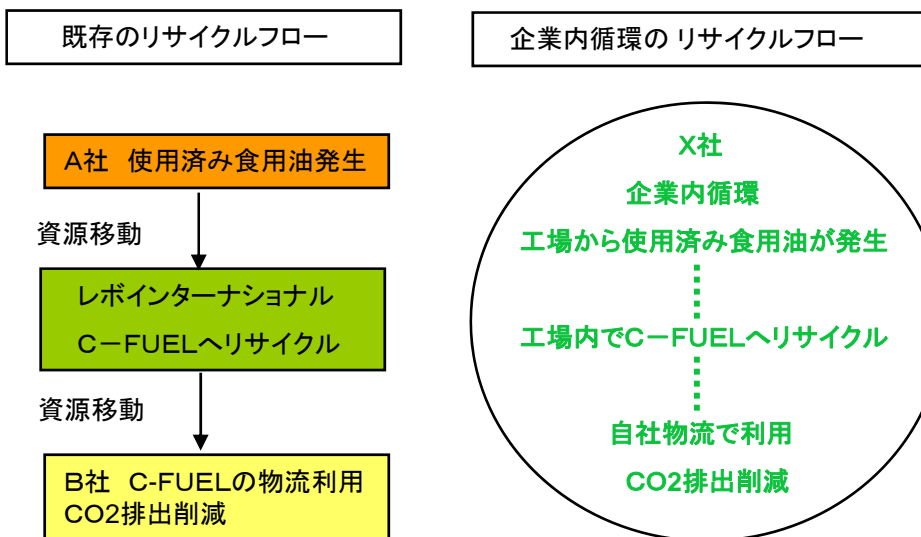 既存のリサイクルフロー
A社 使用済み食用油発生
資源移動
レボインターナショナル
C－FUELへリサイクル
資源移動
B社 C-FUELの物流利用
CO2排出削減
企業内循環の リサイクルフロー
X社
企業内循環
工場から使用済み食用油が発生
工場内でC－FUELへリサイクル
自社物流で利用
CO2排出削減